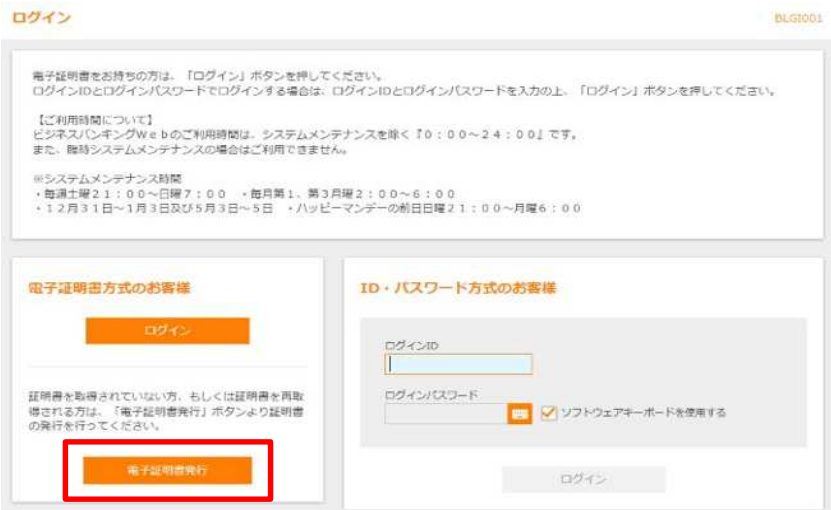 ログイン
BLGI001
電子証明書をお持ちの方は、「ログイン」ボタンを押してください。
ログインIDとログインパスワードでログインする場合は、ログインIDとログインパスワードを入力の上、「ログイン」ボタンを押してください。
【ご利用時間について】
ビジネスバンキングWebのご利用時間は、システムメンテナンスを除く『0:00～24:00』です。
また、臨時システムメンテナンスの場合はご利用できません。
※システムメンテナンス時間
・毎週土曜21:00～日曜7:00 ・毎月第1、第3月曜2:00～6:00
・12月31日～1月3日及び5月3日～5日 ・ハッピーマンデーの前日日曜21:00～月曜6:00
電子証明書方式のお客様
ログイン
証明書を取得されていない方、もしくは証明書を再取
得される方は、「電子証明書発行」ボタンより証明書
の発行を行ってください。
電子証明書発行
ID・パスワード方式のお客様
ログインID
ログインパスワード
ソフトウェアキーボードを使用する
ログイン